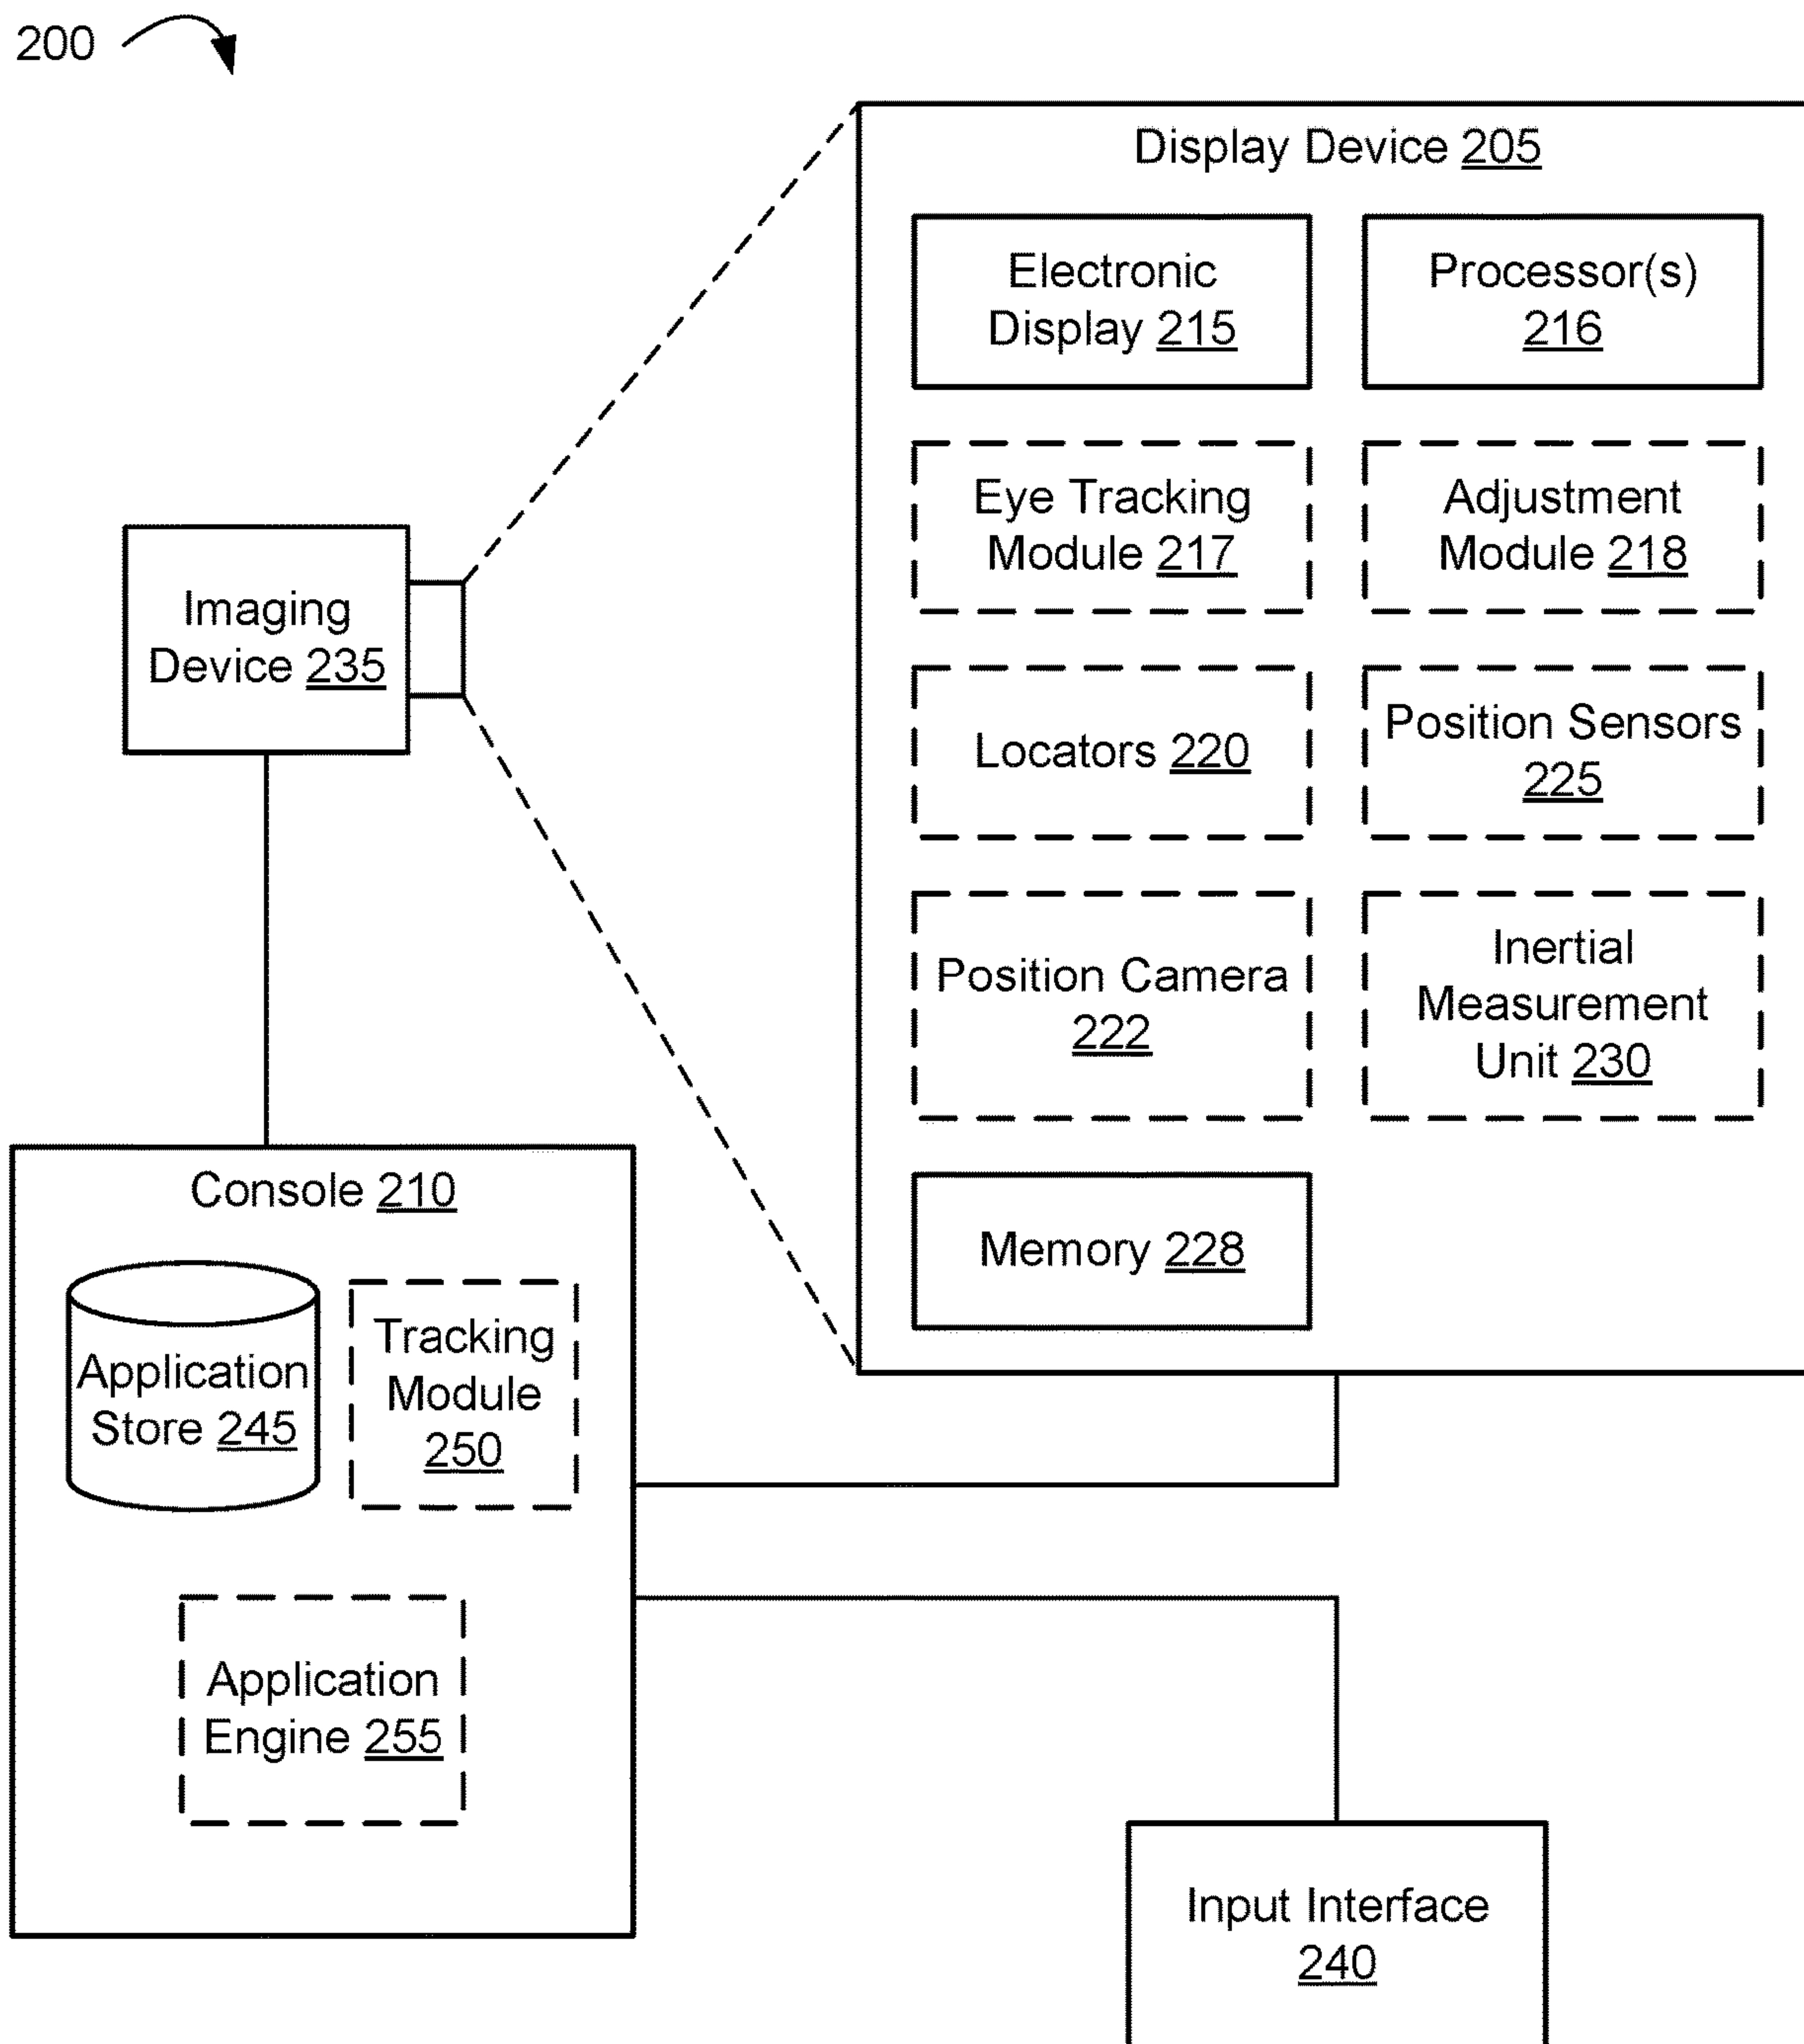 200
Display Device 205
Electronic
Display 215
Processor(s)
216
Eye Tracking
Module 217
Adjustment
Module 218
Imaging
Device 235
Locators 220
Position Sensors
225
Position Camera
222
Inertial
Measurement
Unit 230
Memory 228
Console 210
Application
Store 245
Tracking
Module
250
Application
Engine 255
Input Interface
240